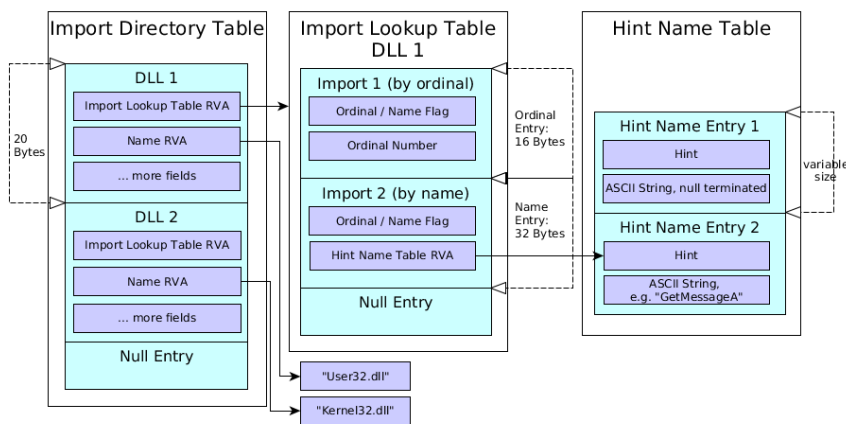 Import Directory Table
DLL 1
Import Lookup Table RVA
Name RVA
... more fields
DLL 2
Import Lookup Table RVA
Name RVA
... more fields
Null Entry
20
Bytes
Import Lookup Table
DLL 1
Import 1 (by ordinal)
Ordinal / Name Flag
Ordinal Number
Import 2 (by name)
Ordinal / Name Flag
Hint Name Table RVA
Null Entry
Ordinal
Entry:
16 Bytes
Name
Entry:
32 Bytes
"User32.dll"
"Kernel32.dll"
Hint Name Table
Hint Name Entry 1
Hint
ASCII String, null terminated
Hint Name Entry 2
Hint
ASCII String,
e.g. "GetMessageA"
variable
size